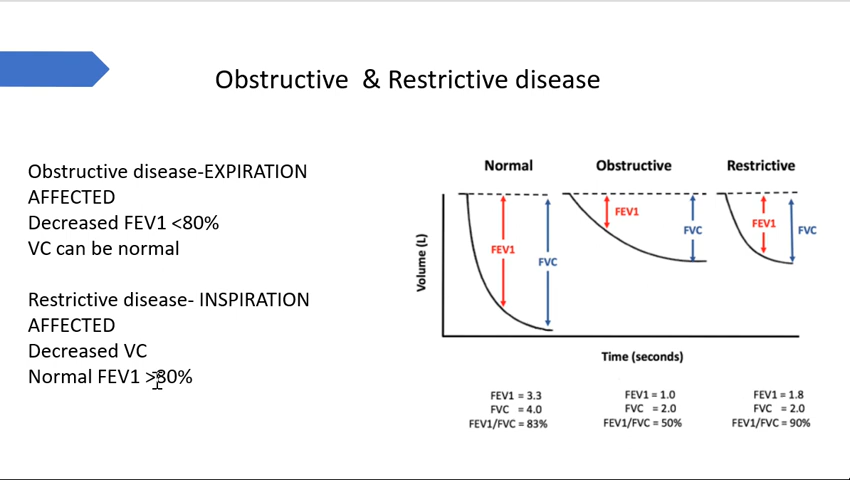 Obstructive & Restrictive disease
Obstructive disease-EXPIRATION
AFFECTED
Decreased FEV1 <80%
VC can be normal
Restrictive disease- INSPIRATION
AFFECTED
Decreased VC
Normal FEV1 >80%
Normal
Obstructive
Restrictive
Volume (L)
FEV1
FVC
FEV1
FVC
FEV1
FVC
Time (seconds)
FEV1 = 3.3
FVC = 4.0
FEV1/FVC = 83%
FEV1 = 1.0
FVC = 2.0
FEV1/FVC = 50%
FEV1 = 1.8
FVC = 2.0
FEV1/FVC = 90%